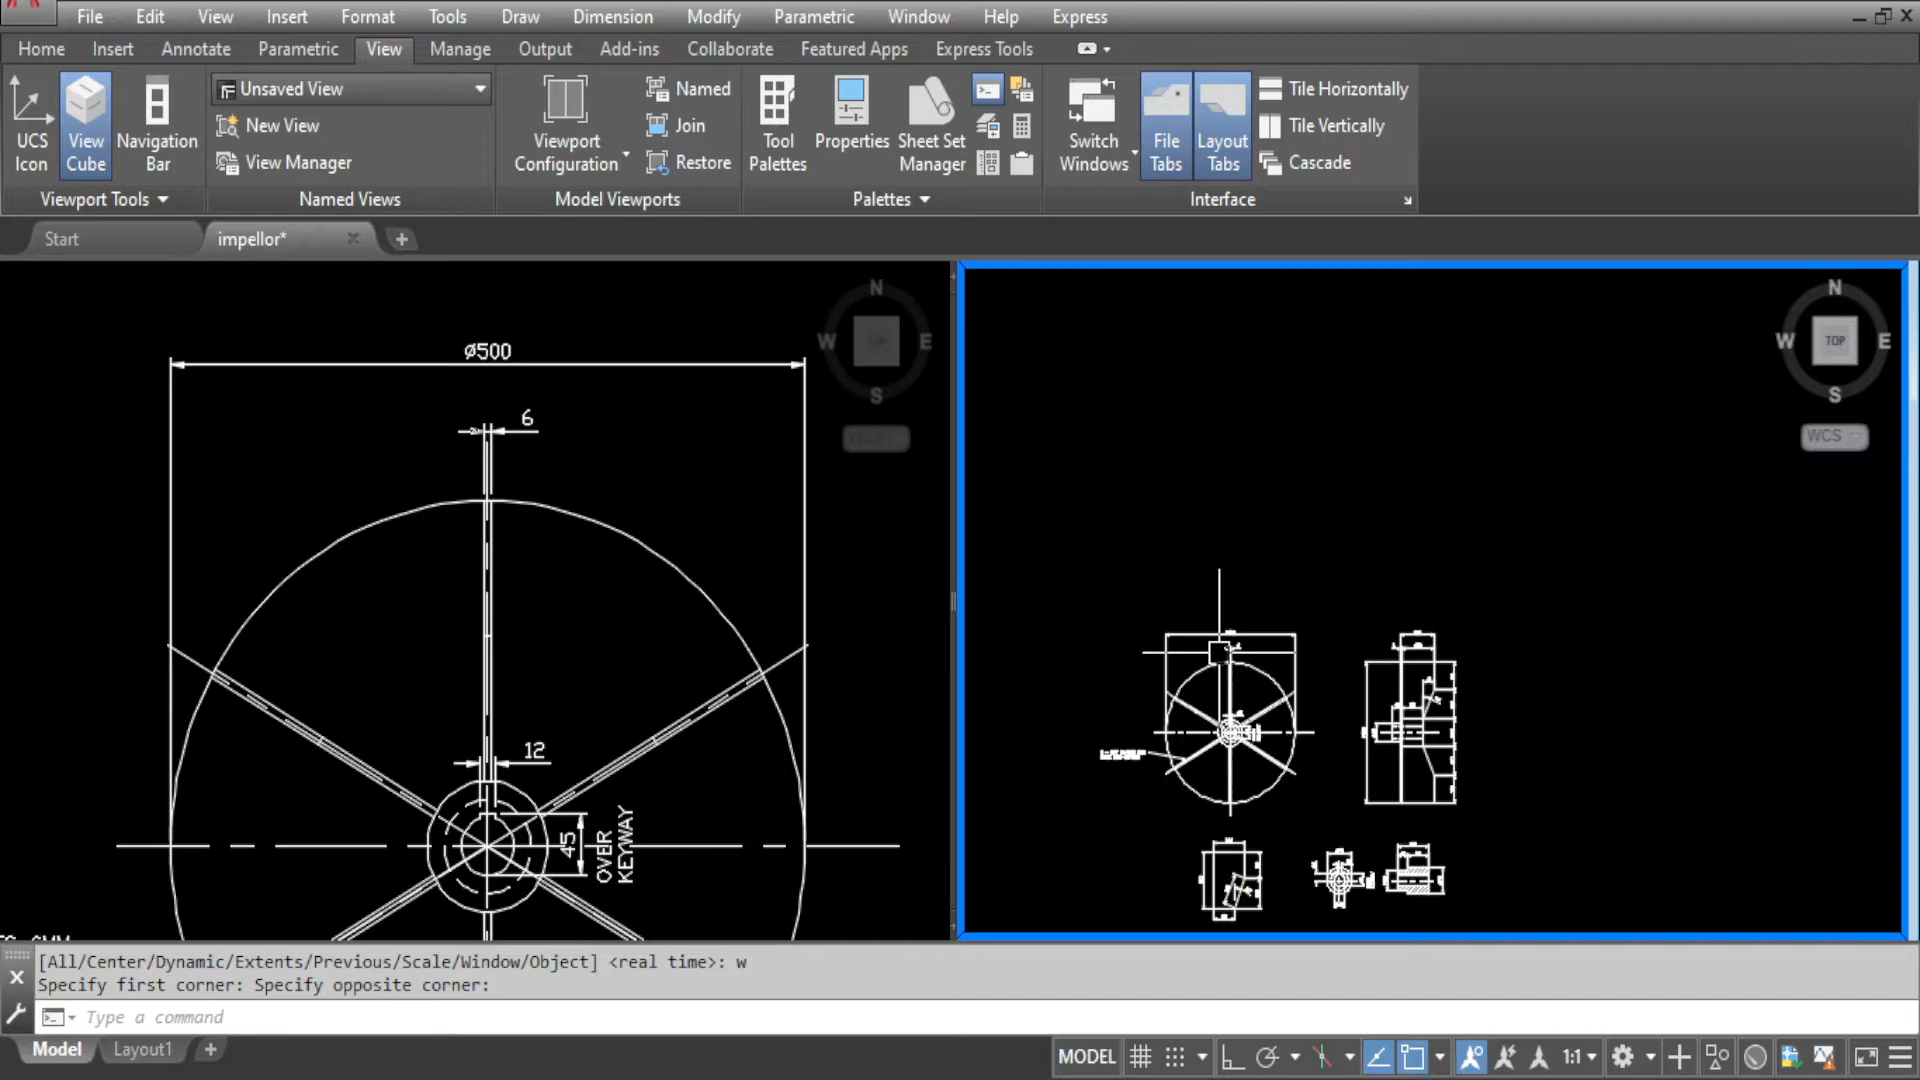 File Edit View Insert Format Tools Draw Dimension Modify Parametric Window Help Express
Home Insert Annotate Parametric View Manage Output Add-ins Collaborate Featured Apps Express Tools
UCS Icon
View Cube
Navigation Bar
Unsaved View
New View
View Manager
Viewport Configuration
Named
Join
Restore
Tool Palettes
Properties
Sheet Set Manager
Switch Windows
File Tabs
Layout Tabs
Tile Horizontally
Tile Vertically
Cascade
Viewport Tools
Named Views
Model Viewports
Palettes
Interface
Start
impellor*
N
W
E
S
ø500
6
12
45
OVER
KEYWAY
N
W
TOP
E
S
WCS
[All/Center/Dynamic/Extents/Previous/Scale/Window/Object] <real time>: w
Specify first corner: Specify opposite corner:
Type a command
Model
Layout1
MODEL
1:1